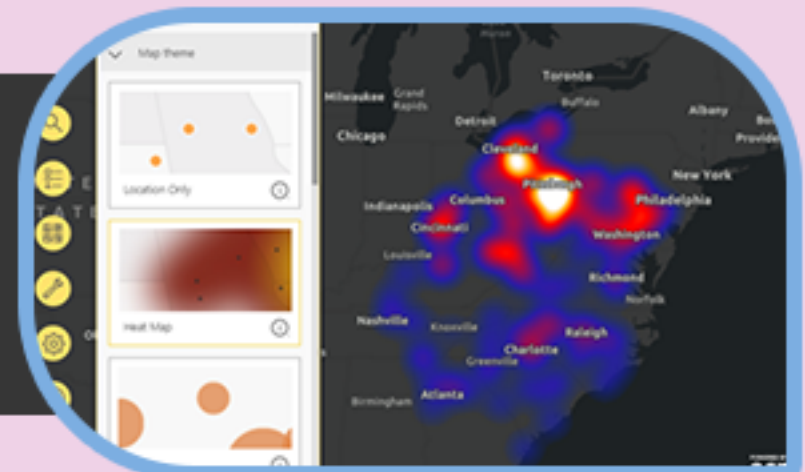 Map theme
Location Only
Heat Map
TATE
Toronto
Milwaukee
Grand
Rapids
Buffalo
Albany
Detroit
Chicago
Cleveland
New York
Pittsburgh
Columbus
Philadelphia
Indianapolis
Cincinnati
Washington
Louisville
Richmond
Norfolk
Nashville
Knoxville
Raleigh
Charlotte
Greenville
Atlanta
Birmingham